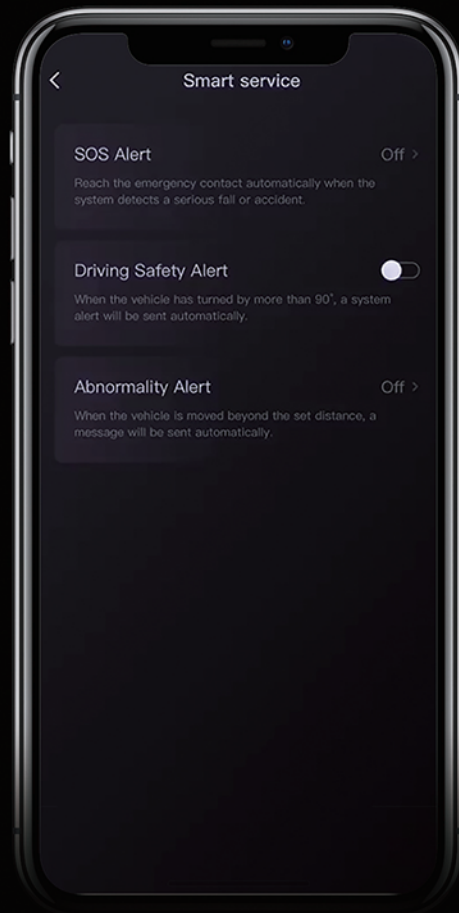 Smart service
SOS Alert
Off
Reach the emergency contact automatically when the
system detects a serious fall or accident.
Driving Safety Alert
When the vehicle has turned by more than 90°, a system
alert will be sent automatically.
Abnormality Alert
Off
When the vehicle is moved beyond the set distance, a
message will be sent automatically.